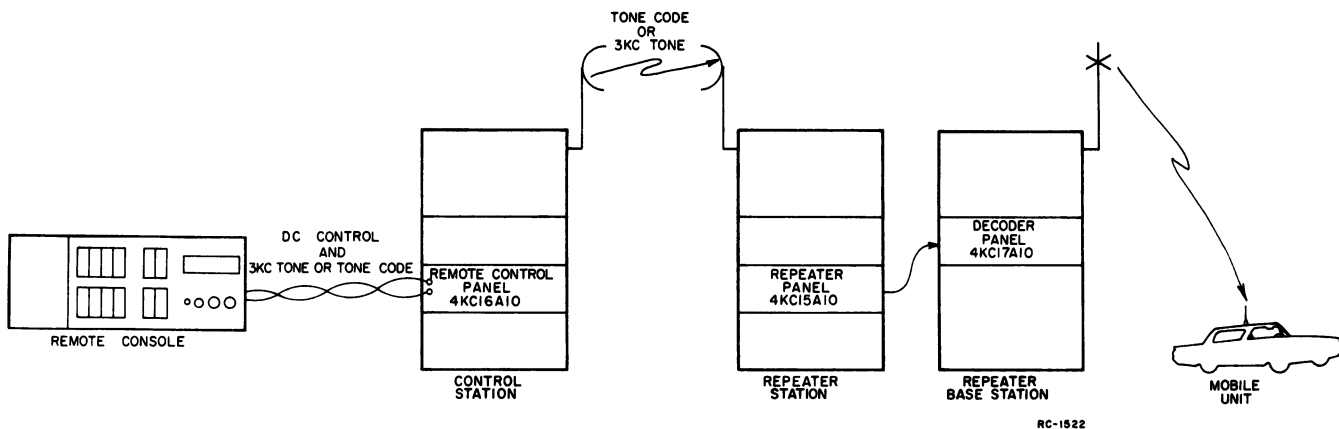 TONE CODE
OR
3KC TONE
DC CONTROL
AND
3KC TONE OR TONE CODE
REMOTE CONTROL
PANEL
4KC16A10
REPEATER
PANEL
4KC15A10
DECODER
PANEL
4KC17A10
REMOTE CONSOLE
CONTROL
STATION
REPEATER
STATION
REPEATER
BASE STATION
MOBILE
UNIT
RC-1522